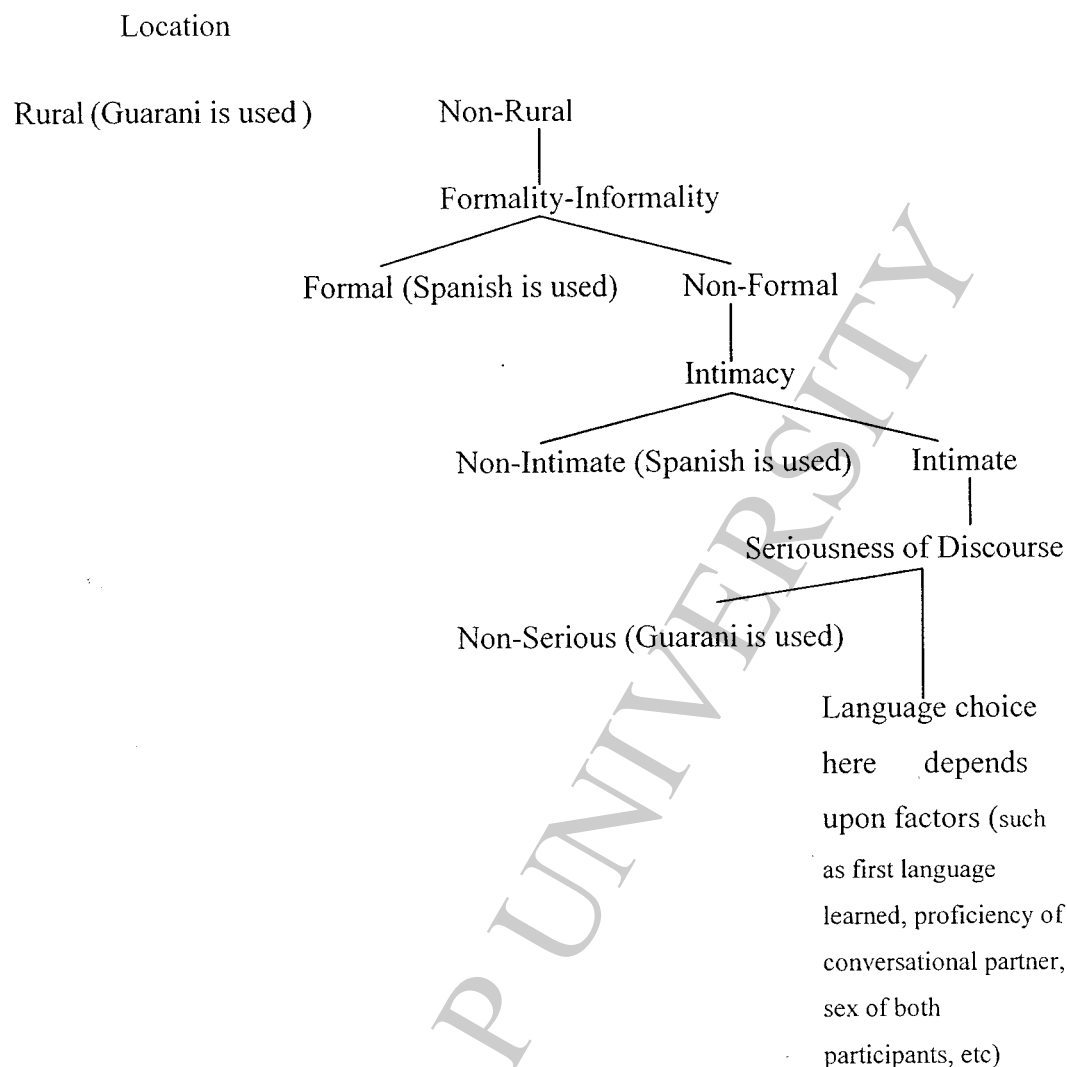 Location
Rural (Guarani is used )
Non-Rural
Formality-Informality
Formal (Spanish is used)
Non-Formal
Intimacy
Non-Intimate (Spanish is used)
Intimate
Seriousness of Discourse
Non-Serious (Guarani is used)
Language choice
here depends
upon factors (such
as first language
learned, proficiency of
conversational partner,
sex of both
participants, etc)
P UNIVERSITY